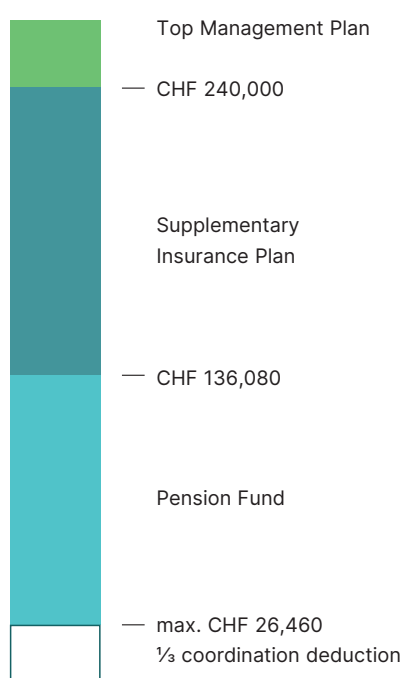 Top Management Plan
— CHF 240,000
Supplementary
Insurance Plan
— CHF 136,080
Pension Fund
— max. CHF 26,460
⅓ coordination deduction